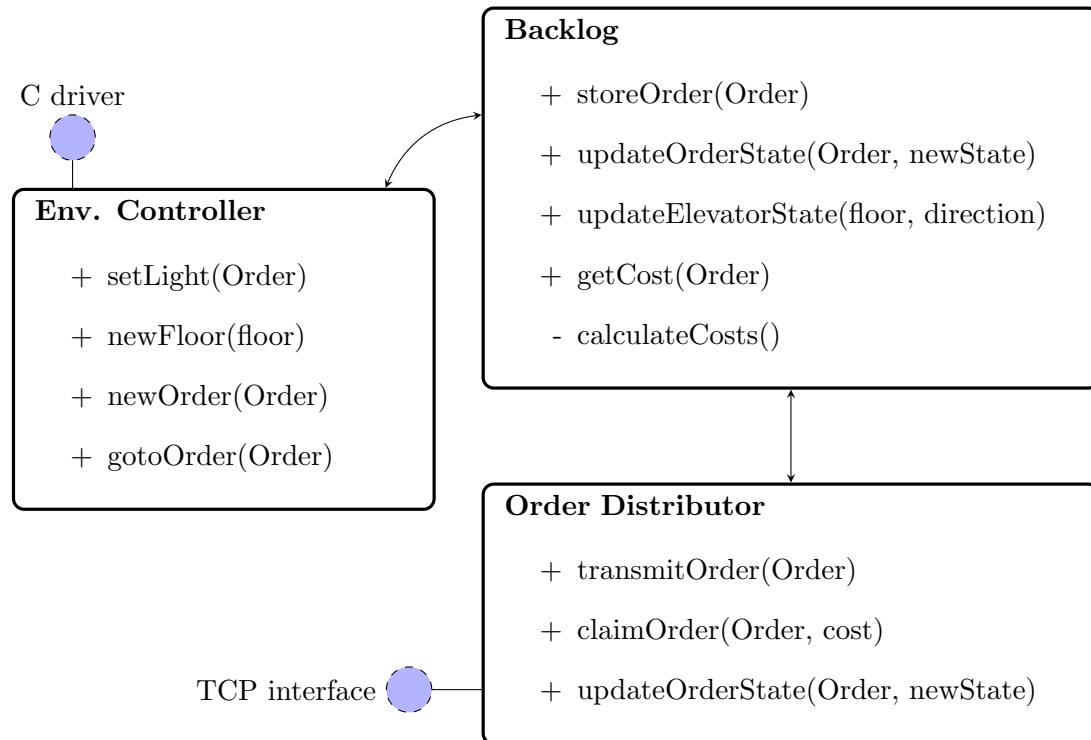 Backlog
+ storeOrder(Order)
+ updateOrderState(Order, newState)
+ updateElevatorState(floor, direction)
+ getCost(Order)
- calculateCosts()
C driver
Env. Controller
+ setLight(Order)
+ newFloor(floor)
+ newOrder(Order)
+ gotoOrder(Order)
Order Distributor
+ transmitOrder(Order)
+ claimOrder(Order, cost)
+ updateOrderState(Order, newState)
TCP interface